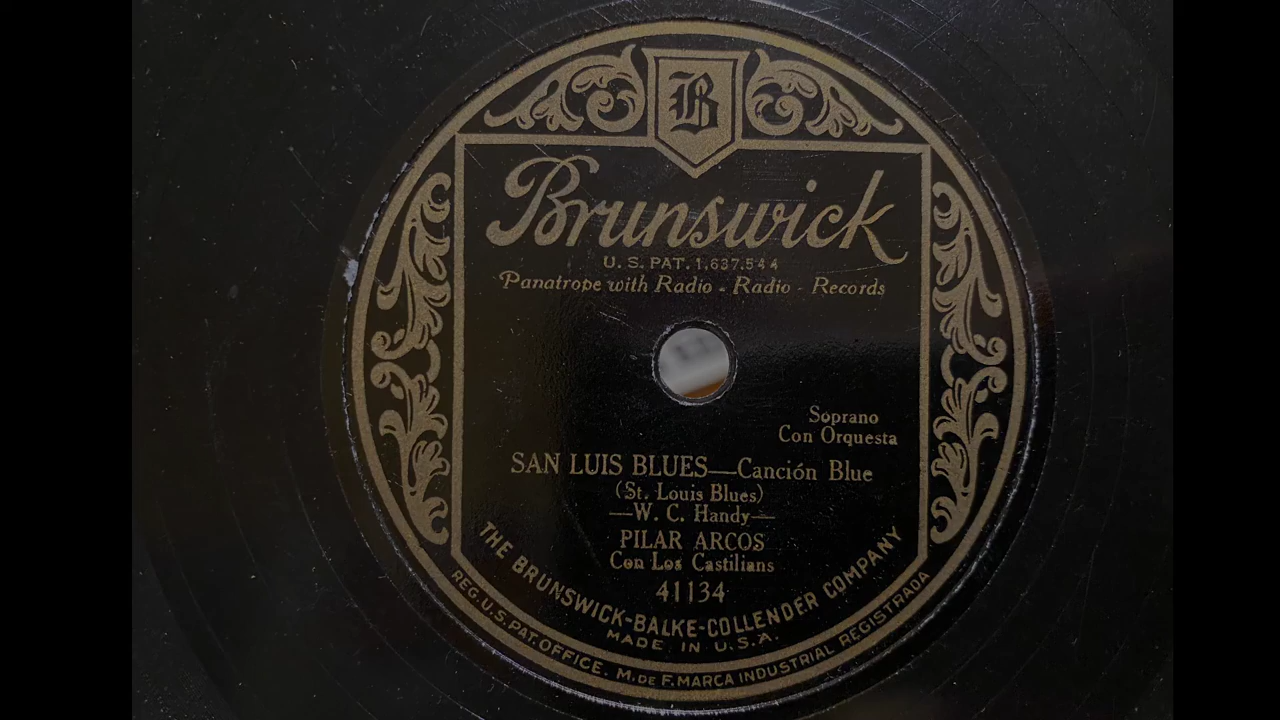 B
Brunswick
U.S. PAT. 1,637,544
Panatrope with Radio - Radio - Records
Soprano
Con Orquesta
SAN LUIS BLUES—Canción Blue
(St. Louis Blues)
—W. C. Handy—
PILAR ARCOS
Con Los Castilians
41134
THE BRUNSWICK-BALKE-COLLENDER COMPANY
MADE IN U.S.A.
REG. U.S. PAT. OFFICE. M. DE F. MARCA INDUSTRIAL REGISTRADA